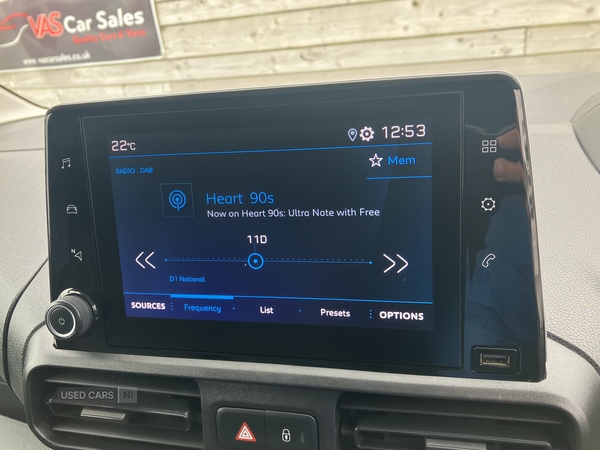 VAS Car Sales
www.vascarsales.co.uk
22°C
12:53
RADIO . DAB
Mem
Heart 90s
Now on Heart 90s: Ultra Nate with Free
11D
D1 National
SOURCES
Frequency
List
Presets
OPTIONS
N
USED CARS NI